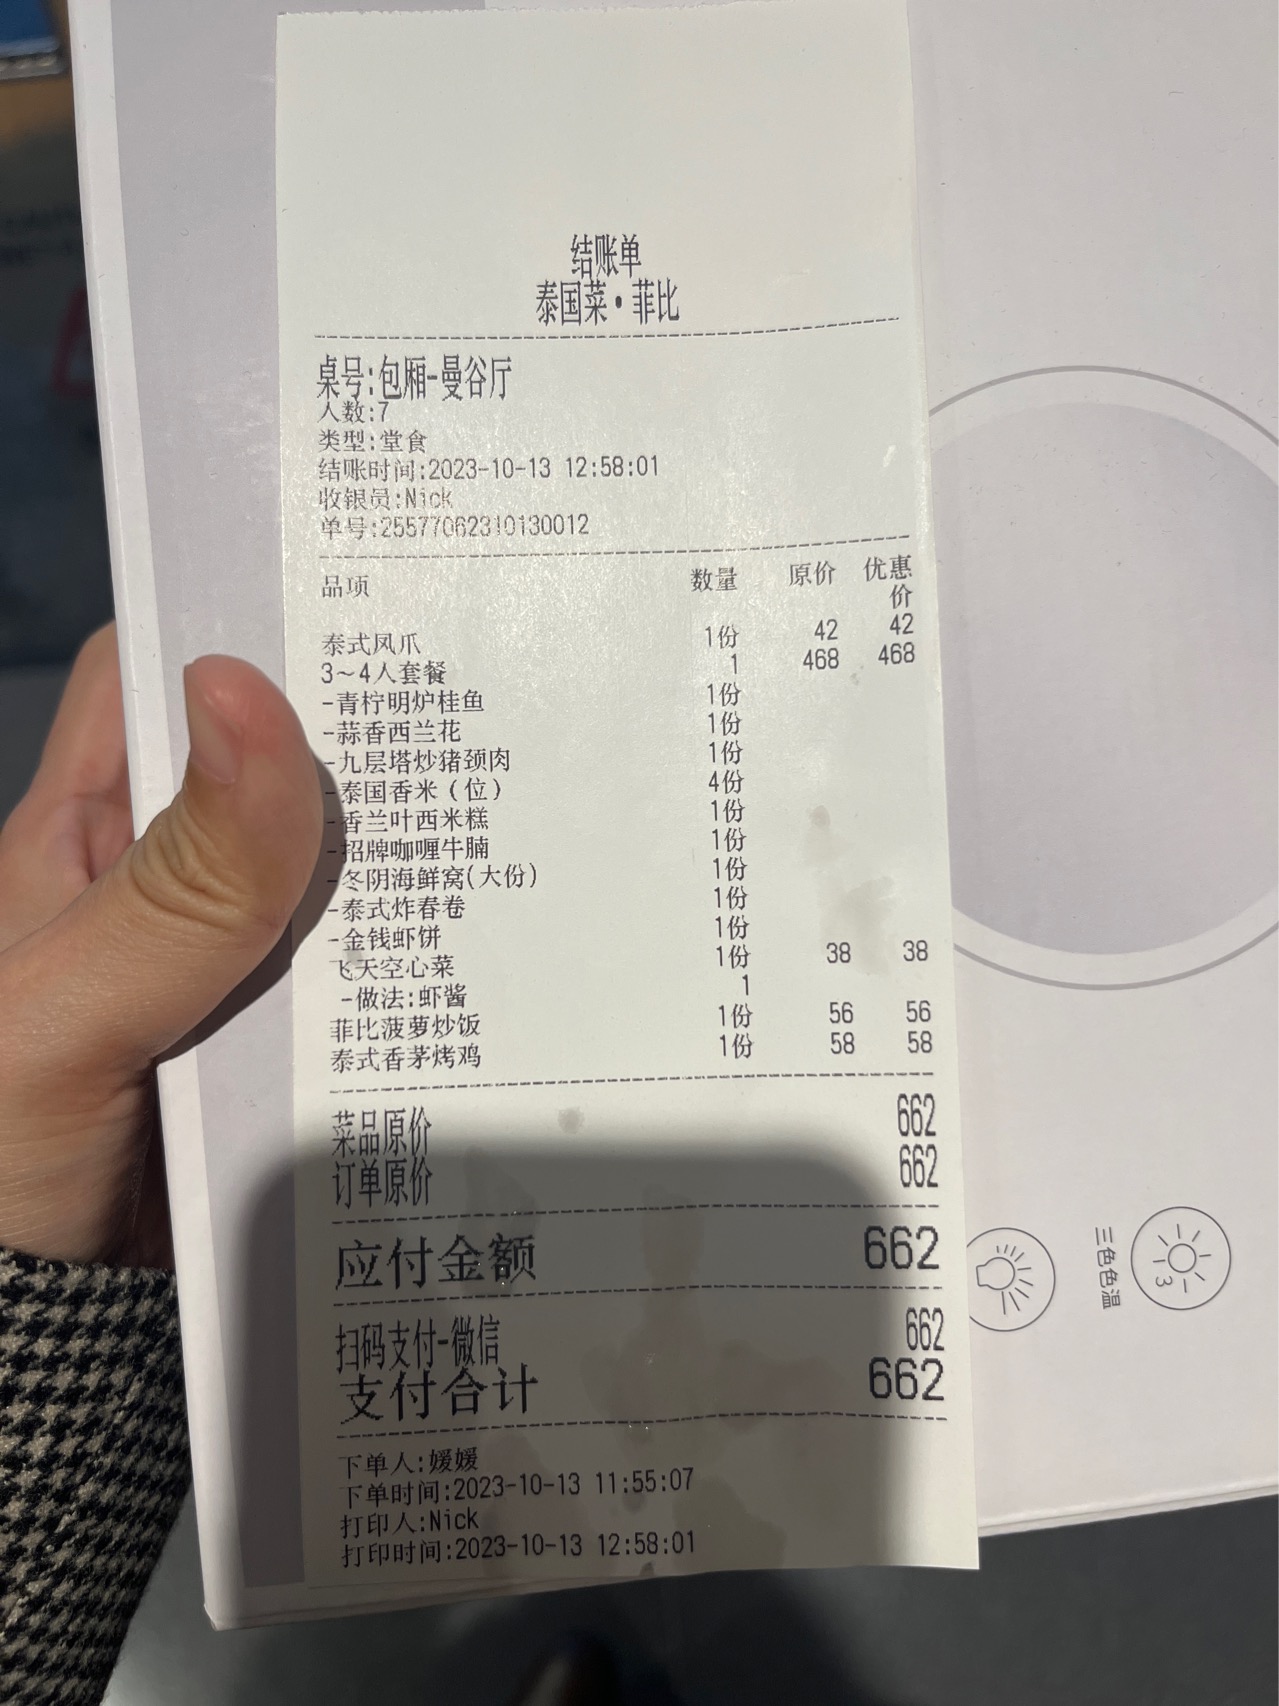 结账单
泰国菜·菲比
桌号:包厢-曼谷厅
人数:7
类型:堂食
结账时间:2023-10-13 12:58:01
收银员:Nick
单号:25577062310130012
品项 数量 原价 优惠价
泰式凤爪 1份 42 42
3~4人套餐 1 468 468
-青柠明炉桂鱼 1份
-蒜香西兰花 1份
-九层塔炒猪颈肉 1份
-泰国香米(位) 4份
-香兰叶西米糕 1份
-招牌咖喱牛腩 1份
-冬阴海鲜窝(大份) 1份
-泰式炸春卷 1份
-金钱虾饼 1份
飞天空心菜 1份 38 38
-做法:虾酱 1
菲比菠萝炒饭 1份 56 56
泰式香茅烤鸡 1份 58 58
菜品原价 662
订单原价 662
应付金额 662
扫码支付-微信 662
支付合计 662
下单人:媛媛
下单时间:2023-10-13 11:55:07
打印人:Nick
打印时间:2023-10-13 12:58:01
三色色温
3